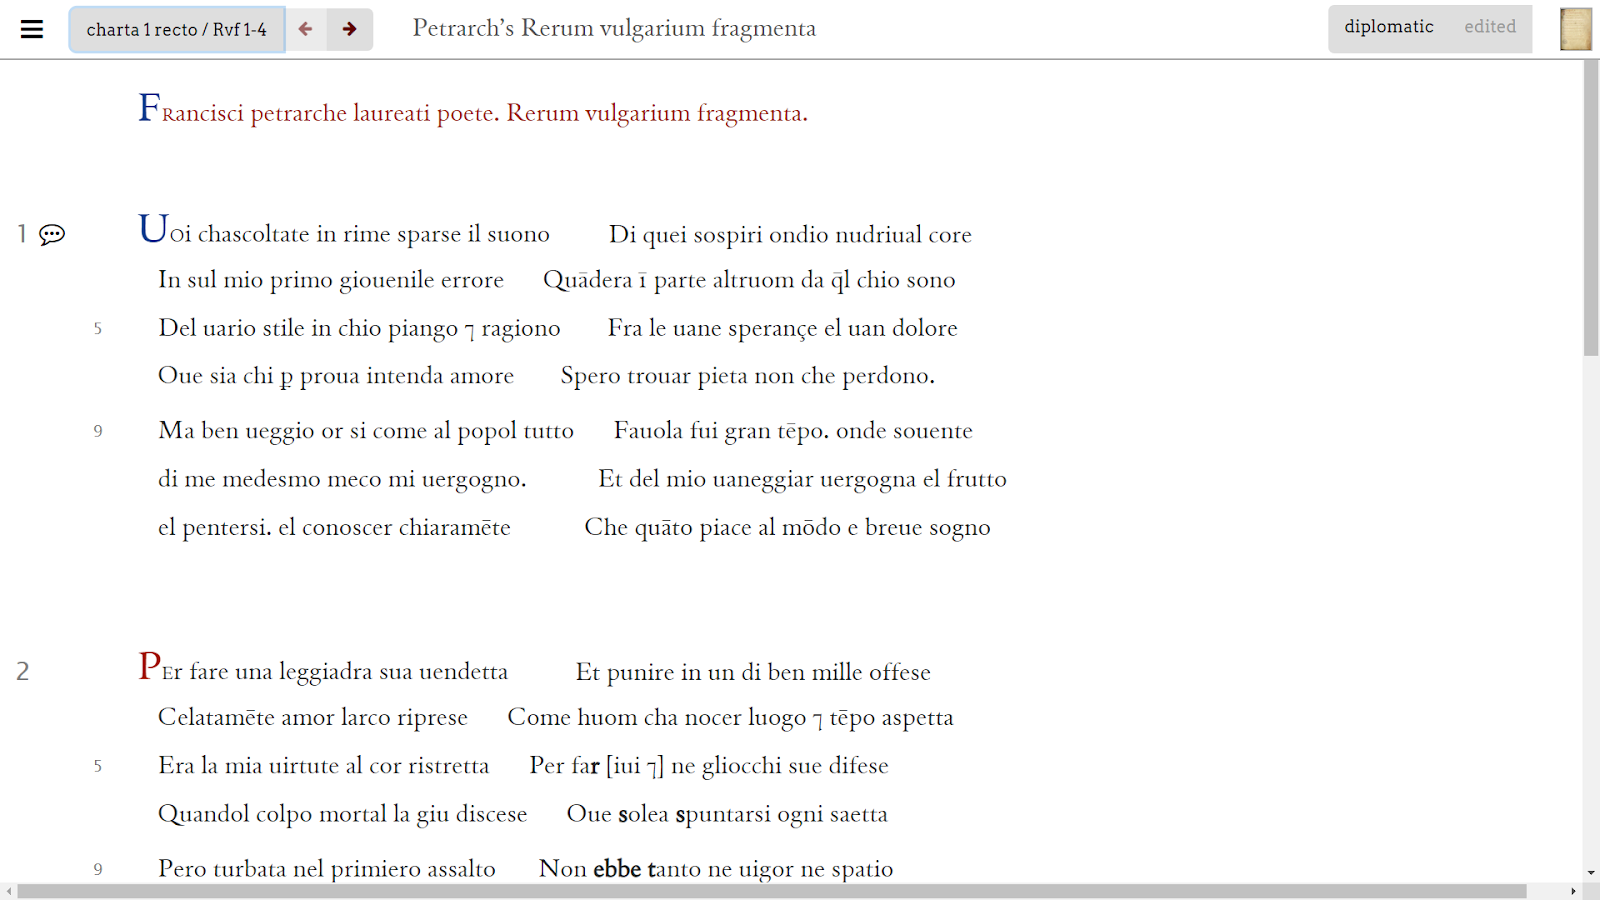 charta 1 recto / Rvf 1-4 Petrarch’s Rerum vulgarium fragmenta diplomatic edited
FRancisci petrarche laureati poete. Rerum vulgarium fragmenta.
1 UOi chascoltate in rime sparse il suono Di quei sospiri ondio nudriual core
In sul mio primo giouenile errore Quādera ī parte altruom da q̄l chio sono
5 Del uario stile in chio piango ⁊ ragiono Fra le uane sperançe el uan dolore
Oue sia chi ꝑ proua intenda amore Spero trouar pieta non che perdono.
9 Ma ben ueggio or si come al popol tutto Fauola fui gran tēpo. onde souente
di me medesmo meco mi uergogno. Et del mio uaneggiar uergogna el frutto
el pentersi. el conoscer chiaramēte Che quāto piace al mōdo e breue sogno
2 PEr fare una leggiadra sua uendetta Et punire in un di ben mille offese
Celatamēte amor larco riprese Come huom cha nocer luogo ⁊ tēpo aspetta
5 Era la mia uirtute al cor ristretta Per far [iui ⁊] ne gliocchi sue difese
Quandol colpo mortal la giu discese Oue solea spuntarsi ogni saetta
9 Pero turbata nel primiero assalto Non ebbe tanto ne uigor ne spatio